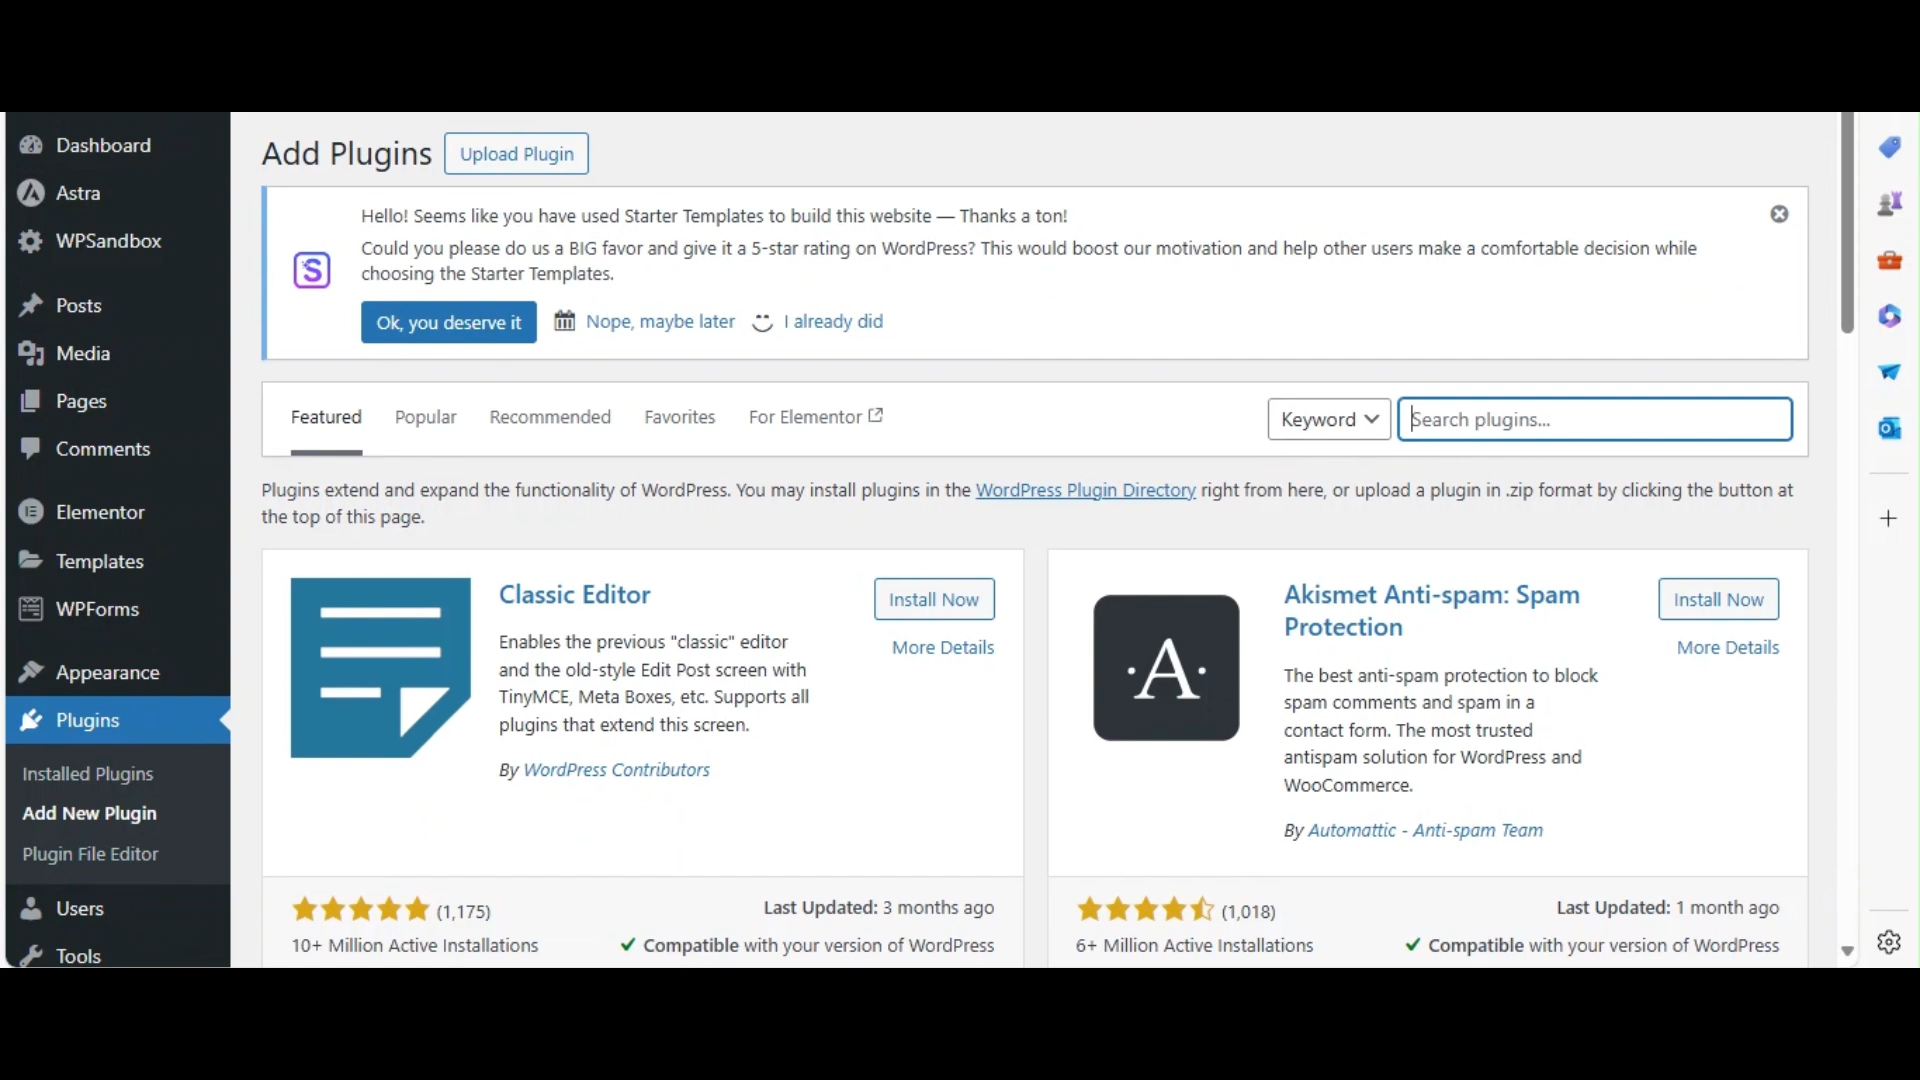 Dashboard
Astra
WPSandbox
Posts
Media
Pages
Comments
Elementor
Templates
WPForms
Appearance
Plugins
Installed Plugins
Add New Plugin
Plugin File Editor
Users
Tools
Add Plugins
Upload Plugin
Hello! Seems like you have used Starter Templates to build this website — Thanks a ton!
Could you please do us a BIG favor and give it a 5-star rating on WordPress? This would boost our motivation and help other users make a comfortable decision while
choosing the Starter Templates.
Ok, you deserve it
Nope, maybe later
I already did
Featured
Popular
Recommended
Favorites
For Elementor
Keyword
Search plugins...
Plugins extend and expand the functionality of WordPress. You may install plugins in the WordPress Plugin Directory right from here, or upload a plugin in .zip format by clicking the button at
the top of this page.
Classic Editor
Install Now
More Details
Enables the previous "classic" editor
and the old-style Edit Post screen with
TinyMCE, Meta Boxes, etc. Supports all
plugins that extend this screen.
By WordPress Contributors
(1,175)
Last Updated: 3 months ago
10+ Million Active Installations
Compatible with your version of WordPress
·A·
Akismet Anti-spam: Spam
Protection
Install Now
More Details
The best anti-spam protection to block
spam comments and spam in a
contact form. The most trusted
antispam solution for WordPress and
WooCommerce.
By Automattic - Anti-spam Team
(1,018)
Last Updated: 1 month ago
6+ Million Active Installations
Compatible with your version of WordPress